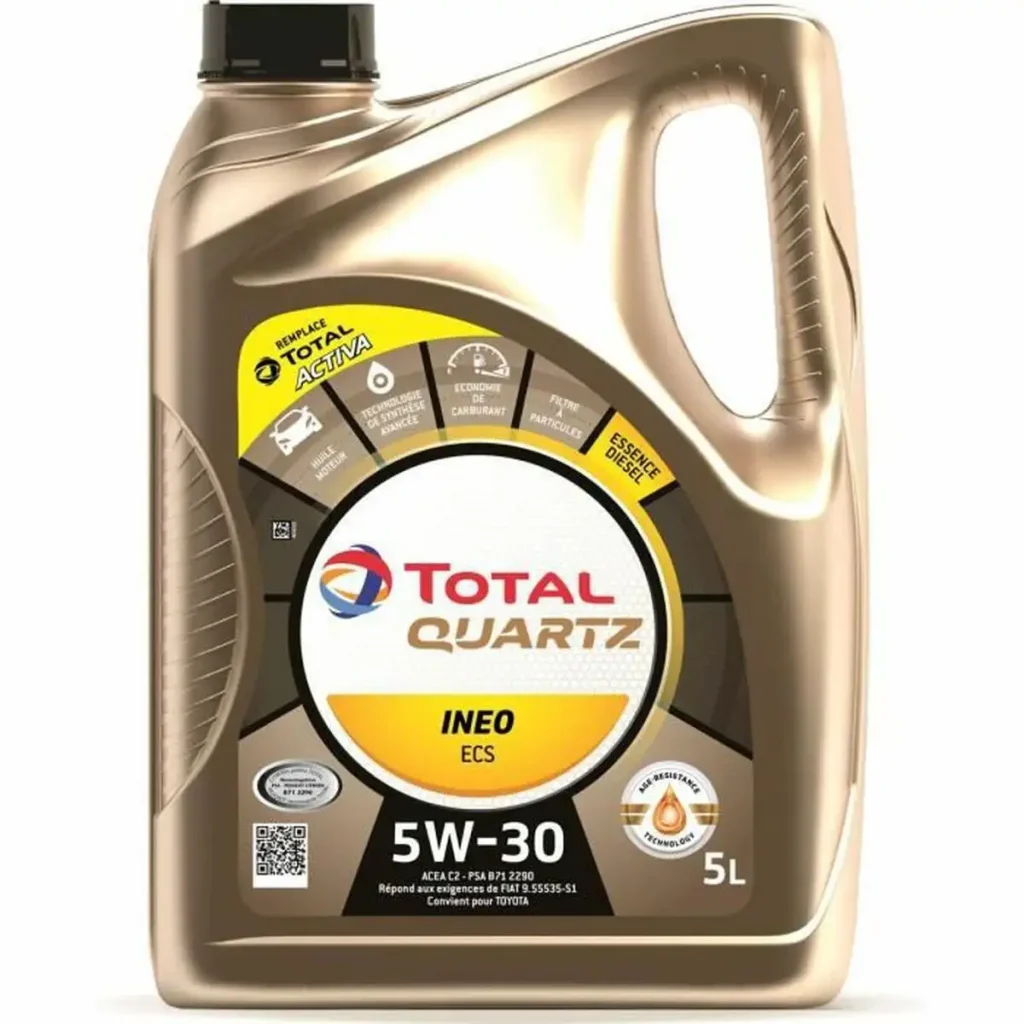 REMPLACE
TOTAL
ACTIVA
HUILE
MOTEUR
TECHNOLOGIE
DE SYNTHÈSE
AVANCÉE
ECONOMIE
DE
CARBURANT
FILTRE
À
PARTICULES
ESSENCE
DIESEL
TOTAL
QUARTZ
INEO
ECS
B71 2290
AGE-RESISTANCE
TECHNOLOGY
5W-30
5L
ACEA C2 - PSA B71 2290
Répond aux exigences de FIAT 9.55535-S1
Convient pour TOYOTA